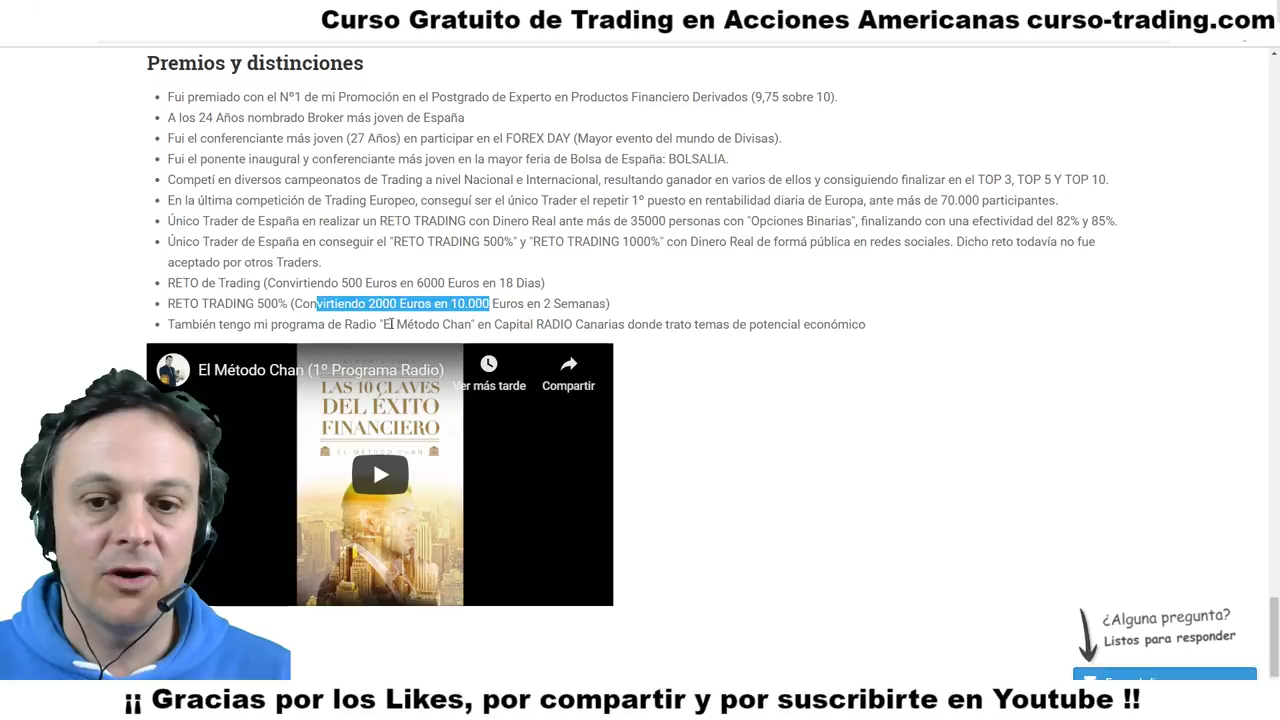 Curso Gratuito de Trading en Acciones Americanas curso-trading.com
Premios y distinciones
• Fui premiado con el Nº1 de mi Promoción en el Postgrado de Experto en Productos Financiero Derivados (9,75 sobre 10).
• A los 24 Años nombrado Broker más joven de España
• Fui el conferenciante más joven (27 Años) en participar en el FOREX DAY (Mayor evento del mundo de Divisas).
• Fui el ponente inaugural y conferenciante más joven en la mayor feria de Bolsa de España: BOLSALIA.
• Competí en diversos campeonatos de Trading a nivel Nacional e Internacional, resultando ganador en varios de ellos y consiguiendo finalizar en el TOP 3, TOP 5 Y TOP 10.
• En la última competición de Trading Europeo, conseguí ser el único Trader el repetir 1º puesto en rentabilidad diaria de Europa, ante más de 70.000 participantes.
• Único Trader de España en realizar un RETO TRADING con Dinero Real ante más de 35000 personas con "Opciones Binarias", finalizando con una efectividad del 82% y 85%.
• Único Trader de España en conseguir el "RETO TRADING 500%" y "RETO TRADING 1000%" con Dinero Real de formá pública en redes sociales. Dicho reto todavía no fue
aceptado por otros Traders.
• RETO de Trading (Convirtiendo 500 Euros en 6000 Euros en 18 Dias)
• RETO TRADING 500% (Convirtiendo 2000 Euros en 10.000 Euros en 2 Semanas)
• También tengo mi programa de Radio "El Método Chan" en Capital RADIO Canarias donde trato temas de potencial económico
El Método Chan (1º Programa Radio)
Ver más tarde
Compartir
LAS 10 CLAVES
DEL ÉXITO
FINANCIERO
EL MÉTODO CHAN
¿Alguna pregunta?
Listos para responder
¡¡ Gracias por los Likes, por compartir y por suscribirte en Youtube !!